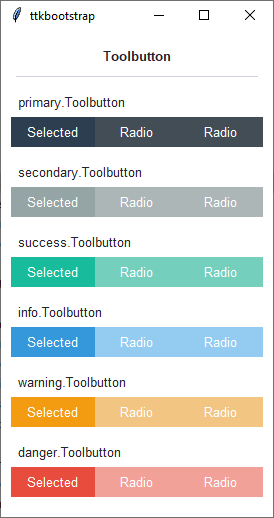 ttkbootstrap
Toolbutton
primary.Toolbutton
Selected Radio Radio
secondary.Toolbutton
Selected Radio Radio
success.Toolbutton
Selected Radio Radio
info.Toolbutton
Selected Radio Radio
warning.Toolbutton
Selected Radio Radio
danger.Toolbutton
Selected Radio Radio